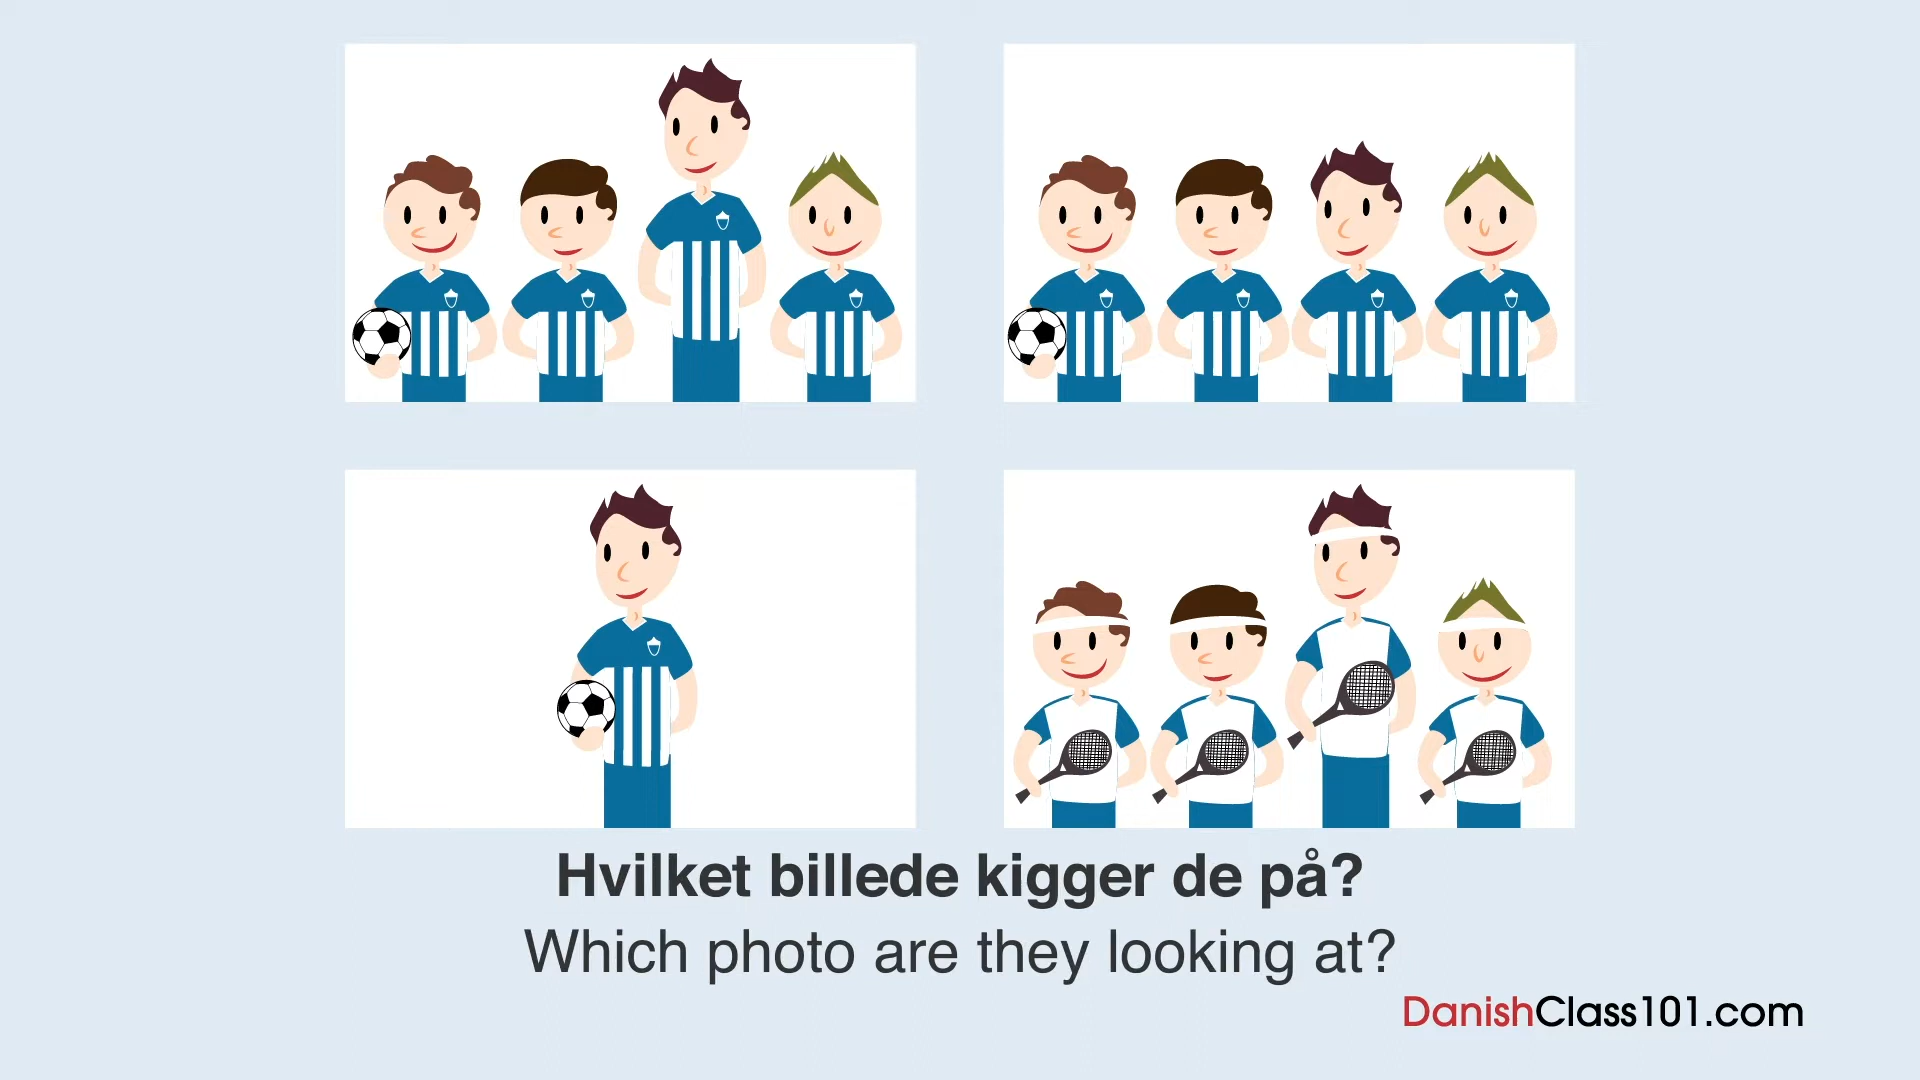 Hvilket billede kigger de på?
Which photo are they looking at?
DanishClass101.com